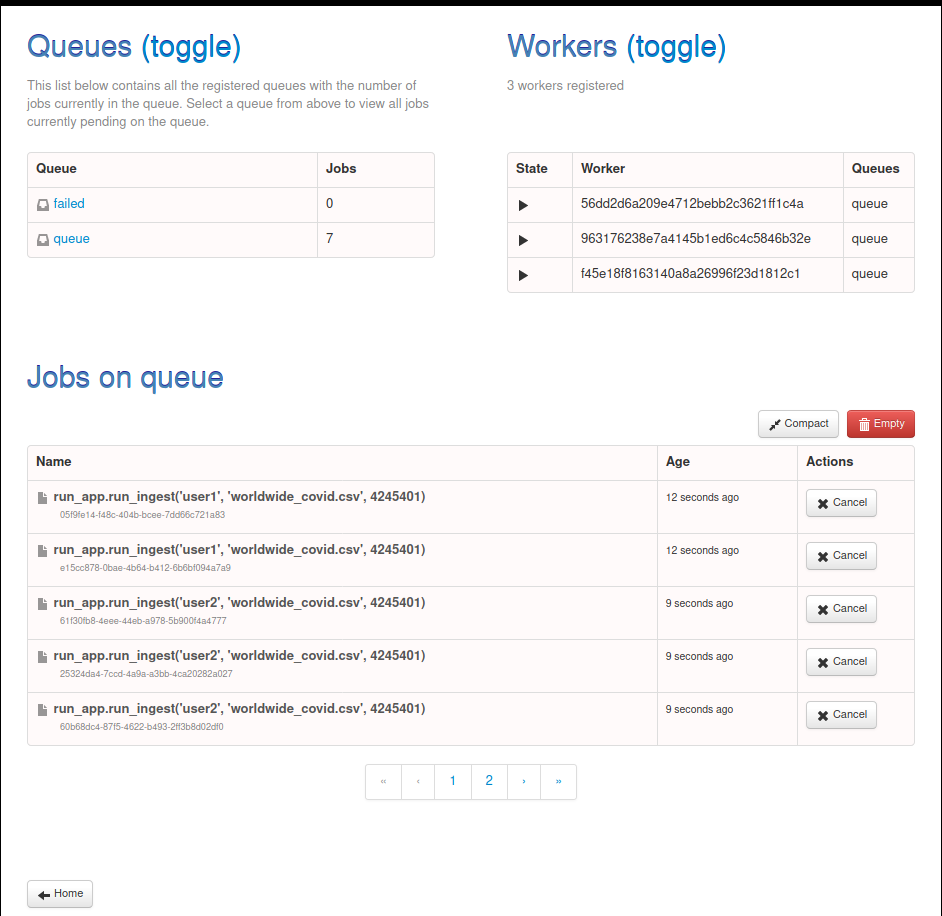 Queues (toggle)
This list below contains all the registered queues with the number of
jobs currently in the queue. Select a queue from above to view all jobs
currently pending on the queue.
Queue Jobs
failed 0
queue 7
Workers (toggle)
3 workers registered
State Worker Queues
56dd2d6a209e4712bebb2c3621ff1c4a queue
963176238e7a4145b1ed6c4c5846b32e queue
f45e18f8163140a8a26996f23d1812c1 queue
Jobs on queue
Compact Empty
Name Age Actions
run_app.run_ingest('user1', 'worldwide_covid.csv', 4245401) 12 seconds ago Cancel
05f9fe14-f48c-404b-bcee-7dd66c721a83
run_app.run_ingest('user1', 'worldwide_covid.csv', 4245401) 12 seconds ago Cancel
e15cc878-0bae-4b64-b412-6b6bf094a7a9
run_app.run_ingest('user2', 'worldwide_covid.csv', 4245401) 9 seconds ago Cancel
61f30fb8-4eee-44eb-a978-5b900f4a4777
run_app.run_ingest('user2', 'worldwide_covid.csv', 4245401) 9 seconds ago Cancel
25324da4-7ccd-4a9a-a3bb-4ca20282a027
run_app.run_ingest('user2', 'worldwide_covid.csv', 4245401) 9 seconds ago Cancel
60b68dc4-87f5-4622-b493-2ff3b8d02df0
« ‹ 1 2 › »
Home